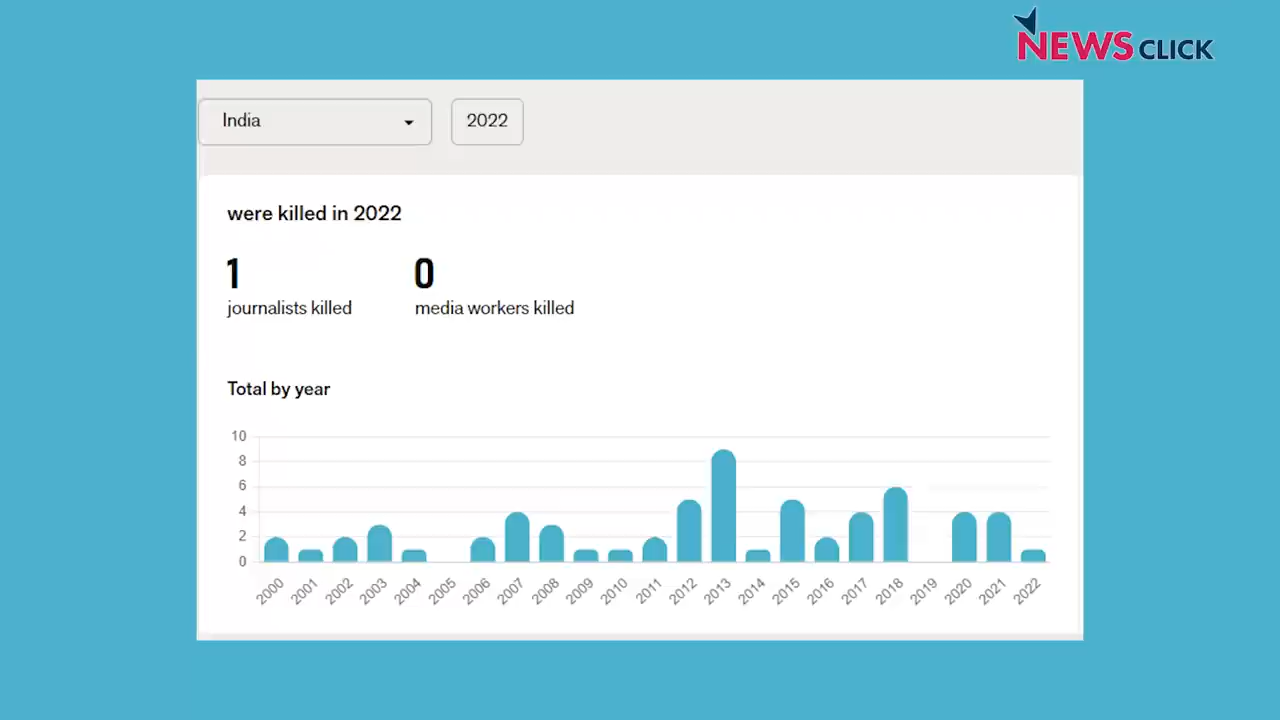 NEWS CLICK
India 2022
were killed in 2022
1 0
journalists killed media workers killed
Total by year
10
8
6
4
2
0
2000 2001 2002 2003 2004 2005 2006 2007 2008 2009 2010 2011 2012 2013 2014 2015 2016 2017 2018 2019 2020 2021 2022